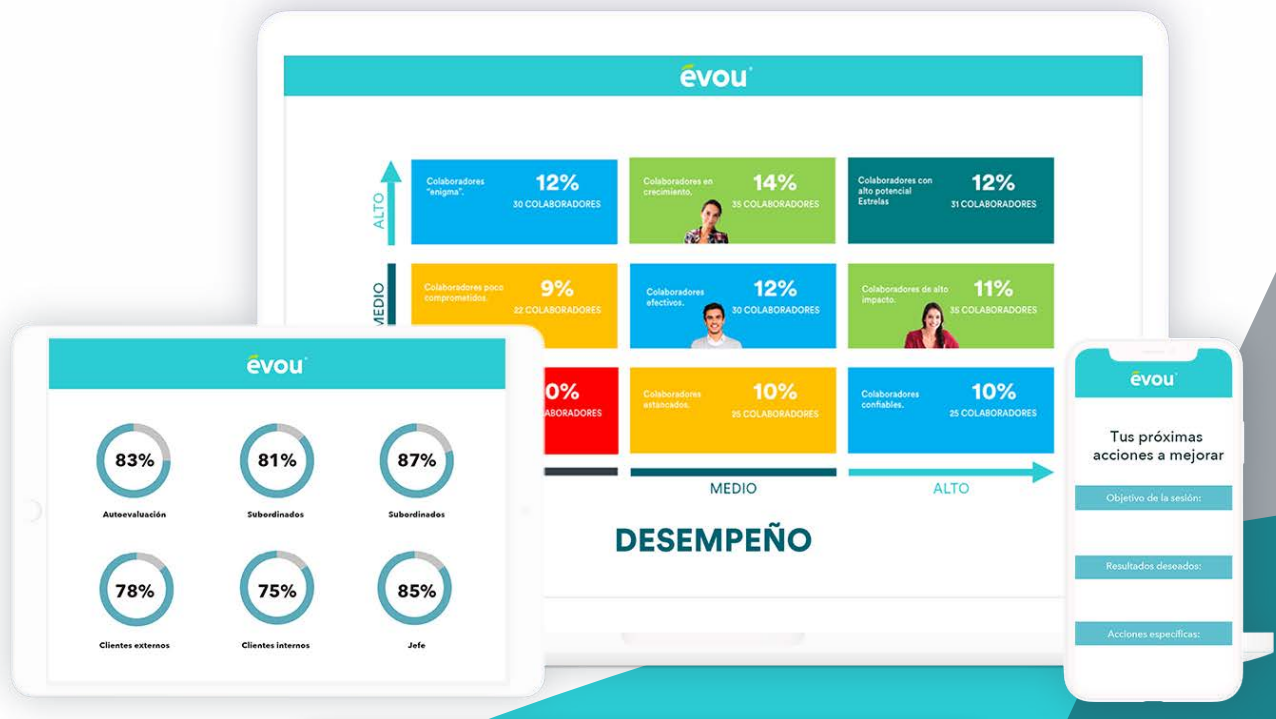 évou
ALTO
MEDIO
Colaboradores
"enigma".
12%
30 COLABORADORES
Colaboradores en
crecimiento.
14%
35 COLABORADORES
Colaboradores con
alto potencial
Estrellas
12%
31 COLABORADORES
Colaboradores poco
comprometidos.
9%
22 COLABORADORES
Colaboradores
efectivos.
12%
30 COLABORADORES
Colaboradores de alto
impacto.
11%
35 COLABORADORES
0%
ABORADORES
Colaboradores
estancados.
10%
25 COLABORADORES
Colaboradores
confiables.
10%
25 COLABORADORES
MEDIO
ALTO
DESEMPEÑO
évou
83%
Autoevaluación
81%
Subordinados
87%
Subordinados
78%
Clientes externos
75%
Clientes internos
85%
Jefe
évou
Tus próximas
acciones a mejorar
Objetivo de la sesión:
Resultados deseados:
Acciones específicas: